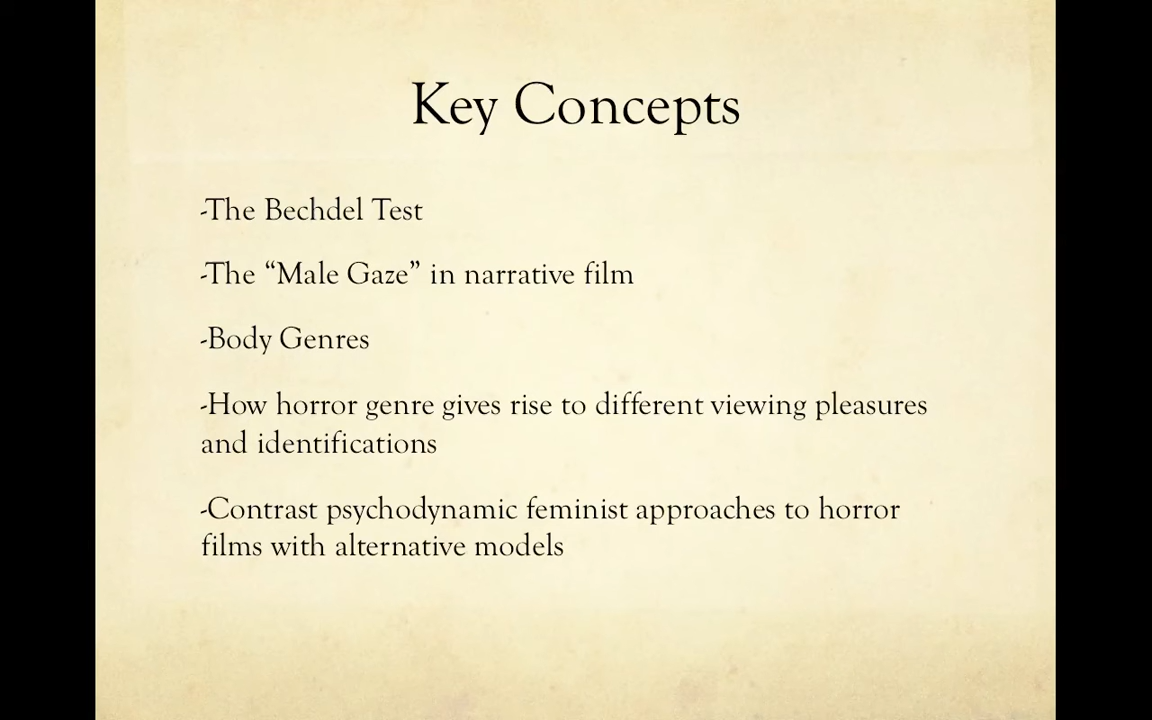 Key Concepts
-The Bechdel Test
-The “Male Gaze” in narrative film
-Body Genres
-How horror genre gives rise to different viewing pleasures
and identifications
-Contrast psychodynamic feminist approaches to horror
films with alternative models